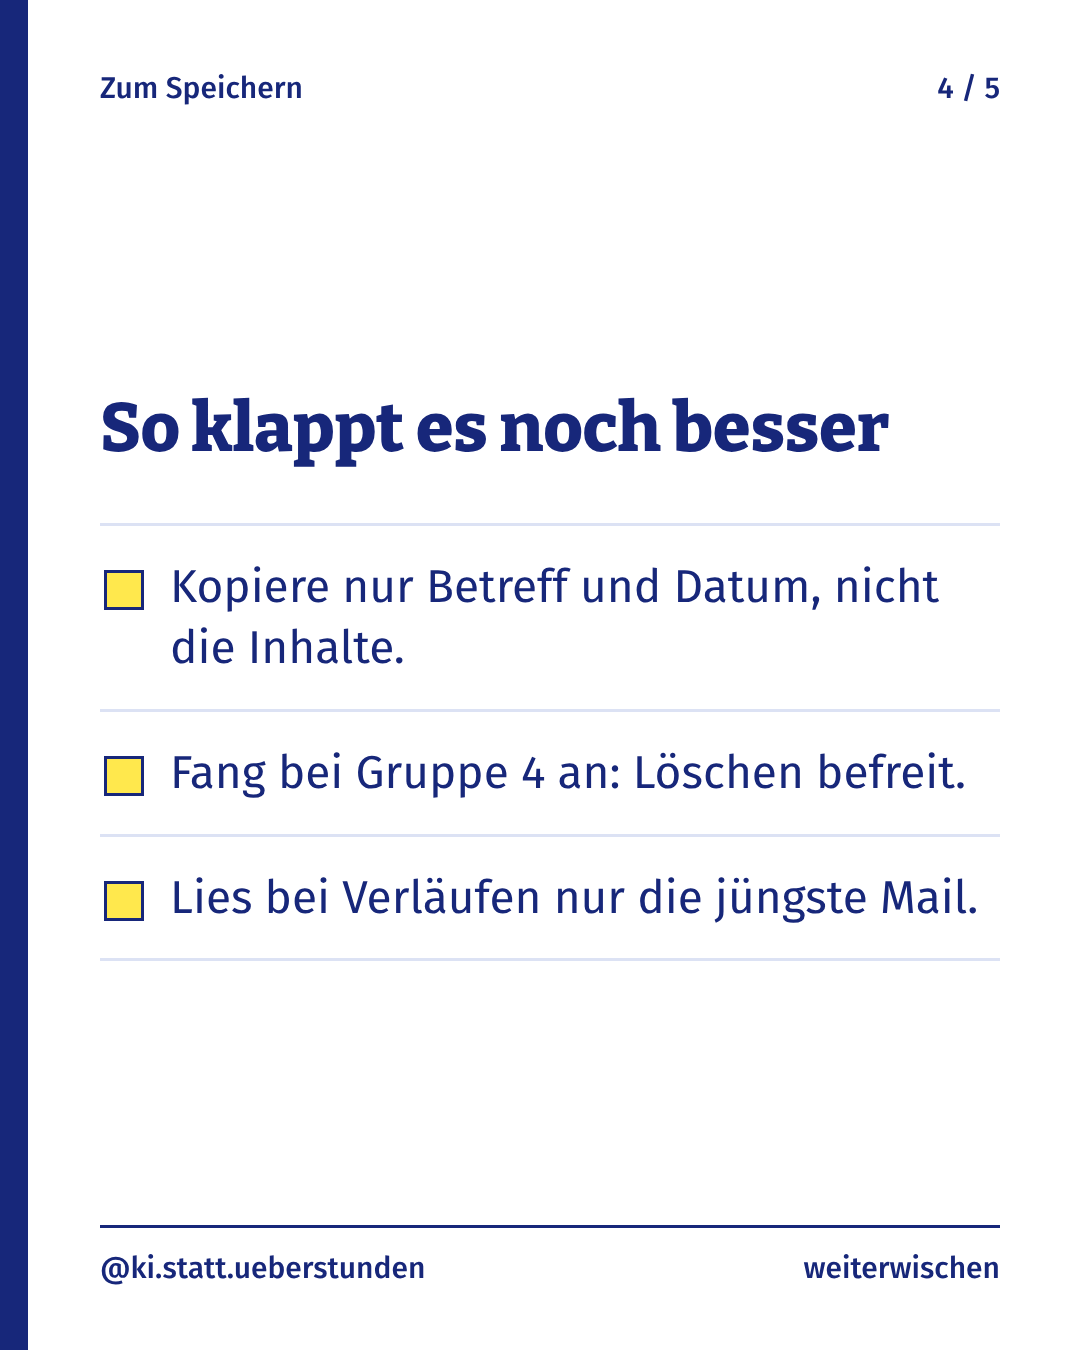 Zum Speichern
4 / 5
So klappt es noch besser
Kopiere nur Betreff und Datum, nicht
die Inhalte.
Fang bei Gruppe 4 an: Löschen befreit.
Lies bei Verläufen nur die jüngste Mail.
@ki.statt.ueberstunden
weiterwischen